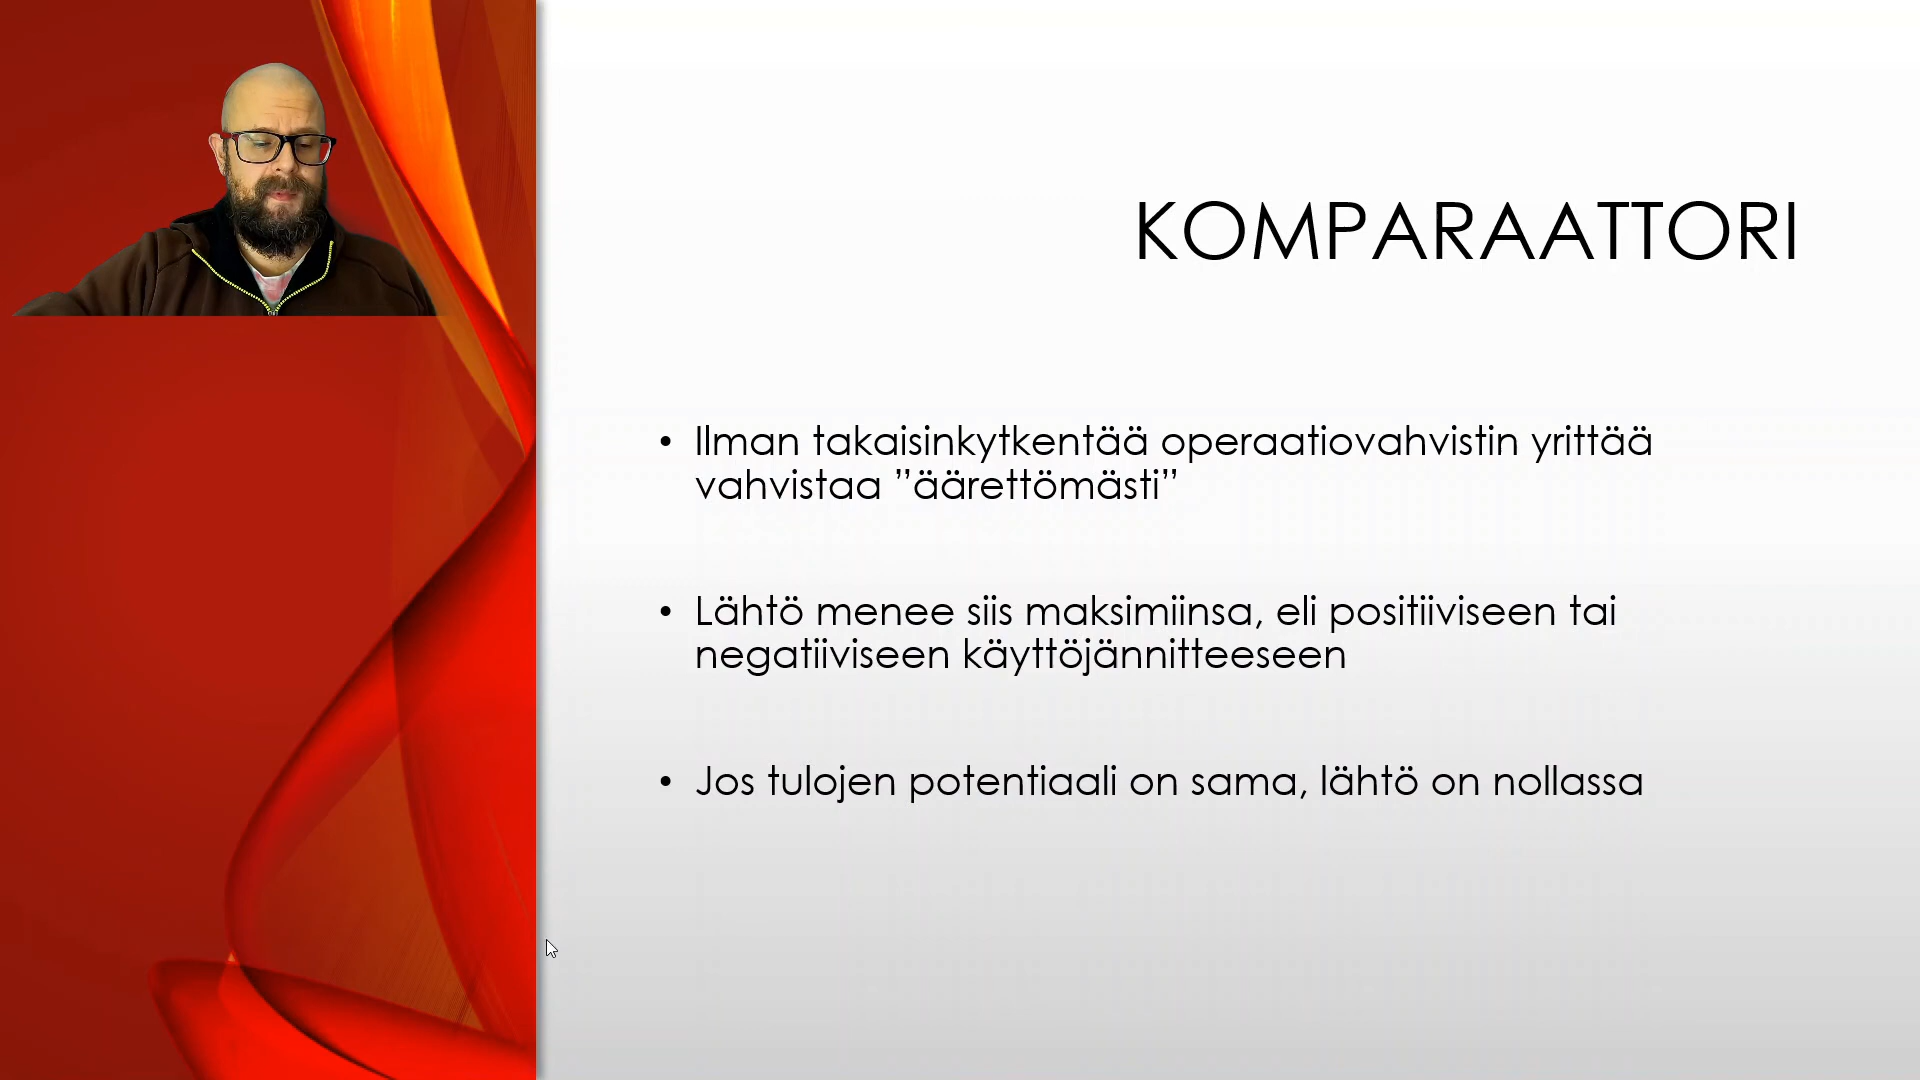 KOMPARAATTORI
• Ilman takaisinkytkentää operaatiovahvistin yrittää
vahvistaa ”äärettömästi”
• Lähtö menee siis maksimiinsa, eli positiiviseen tai
negatiiviseen käyttöjännitteeseen
• Jos tulojen potentiaali on sama, lähtö on nollassa